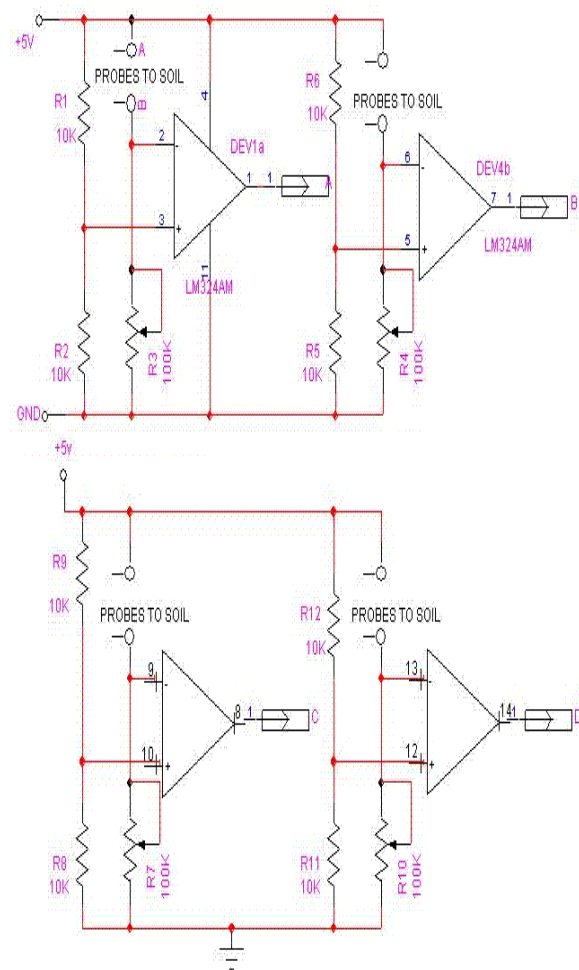 +5V
A
PROBES TO SOIL
B
R1
10K
4
2
-
DEV1a
1
1
A
3
+
11
LM324AM
R2
10K
R3
100K
R6
10K
PROBES TO SOIL
6
-
7
1
B
5
+
LM324AM
DEV4b
R5
10K
R4
100K
GND
+5v
R9
10K
PROBES TO SOIL
9
-
8
1
C
10
+
R8
10K
R7
100K
R12
10K
PROBES TO SOIL
13
-
14
1
D
12
+
R11
10K
R10
100K